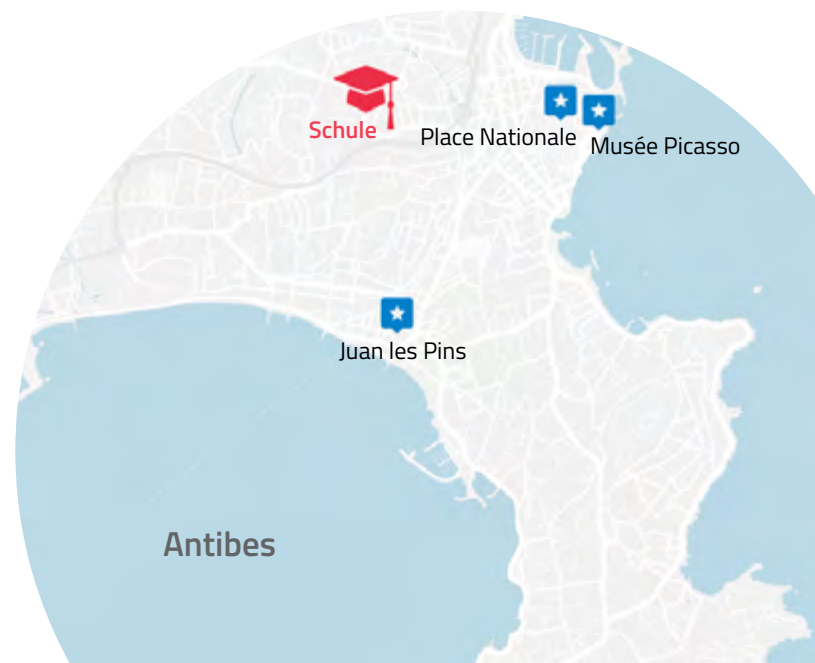 Schule
Place Nationale
Musée Picasso
Juan les Pins
Antibes